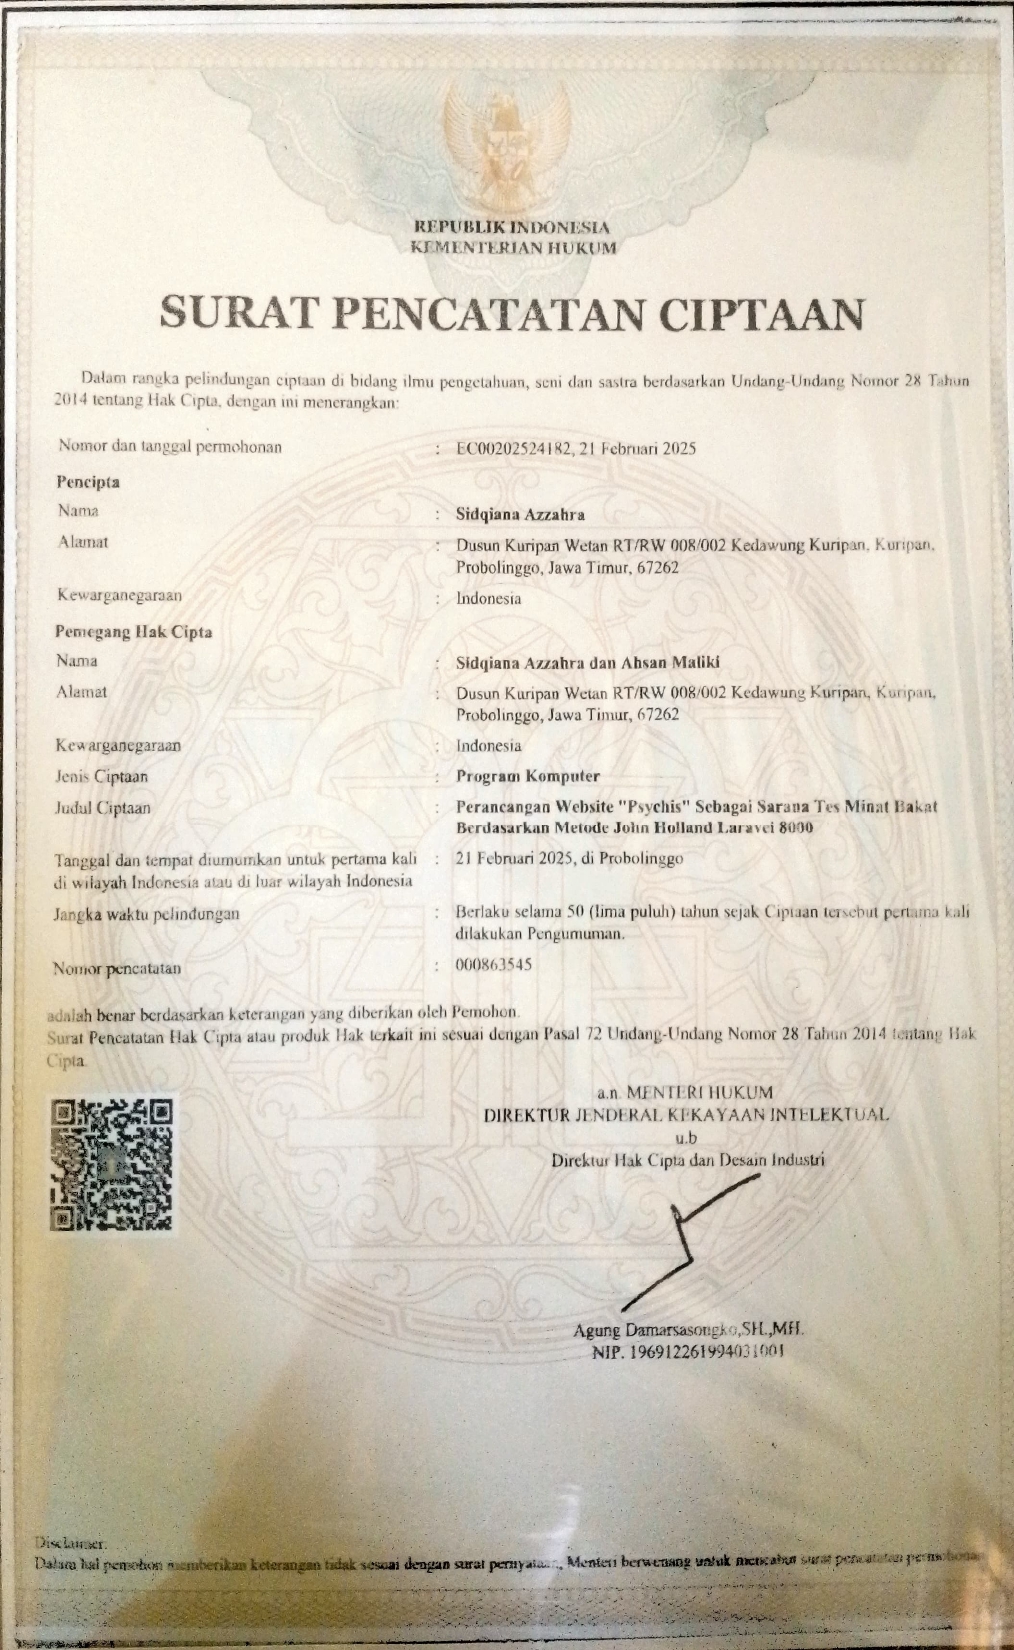 REPUBLIK INDONESIA
KEMENTERIAN HUKUM
SURAT PENCATATAN CIPTAAN
Dalam rangka pelindungan ciptaan di bidang ilmu pengetahuan, seni dan sastra berdasarkan Undang-Undang Nomor 28 Tahun
2014 tentang Hak Cipta, dengan ini menerangkan:
Nomor dan tanggal permohonan : EC00202524182, 21 Februari 2025
Pencipta
Nama : Sidqiana Azzahra
Alamat : Dusun Kuripan Wetan RT/RW 008/002 Kedawung Kuripan, Kuripan,
Probolinggo, Jawa Timur, 67262
Kewarganegaraan : Indonesia
Pemegang Hak Cipta
Nama : Sidqiana Azzahra dan Ahsan Maliki
Alamat : Dusun Kuripan Wetan RT/RW 008/002 Kedawung Kuripan, Kuripan,
Probolinggo, Jawa Timur, 67262
Kewarganegaraan : Indonesia
Jenis Ciptaan : Program Komputer
Judul Ciptaan : Perancangan Website "Psychis" Sebagai Sarana Tes Minat Bakat
Berdasarkan Metode John Holland Laravel 8000
Tanggal dan tempat diumumkan untuk pertama kali : 21 Februari 2025, di Probolinggo
di wilayah Indonesia atau di luar wilayah Indonesia
Jangka waktu pelindungan : Berlaku selama 50 (lima puluh) tahun sejak Ciptaan tersebut pertama kali
dilakukan Pengumuman.
Nomor pencatatan : 000863545
adalah benar berdasarkan keterangan yang diberikan oleh Pemohon.
Surat Pencatatan Hak Cipta atau produk Hak terkait ini sesuai dengan Pasal 72 Undang-Undang Nomor 28 Tahun 2014 tentang Hak
Cipta.
a.n. MENTERI HUKUM
DIREKTUR JENDERAL KEKAYAAN INTELEKTUAL
u.b
Direktur Hak Cipta dan Desain Industri
Agung Damarsasongko,SH.,MH.
NIP. 196912261994031001
Disclaimer:
Dalam hal pemohon memberikan keterangan tidak sesuai dengan surat pernyataan, Menteri berwenang untuk mencabut surat pencatatan permohonan.